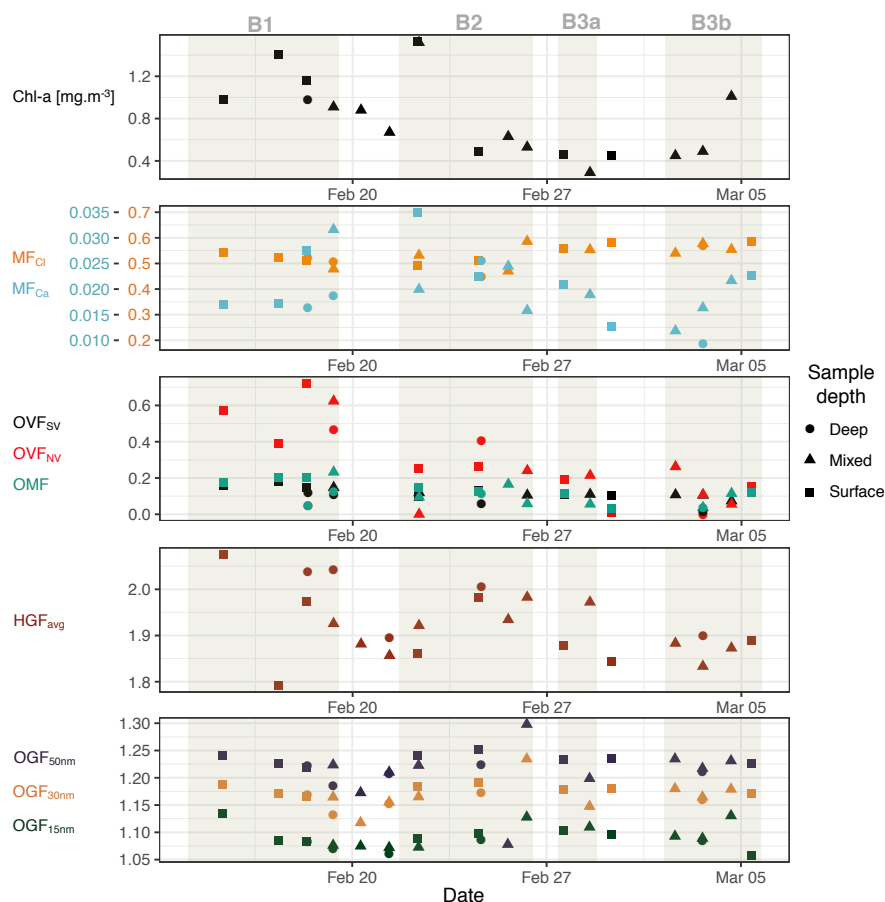 B1 B2 B3a B3b
Chl-a [mg.m-3]
1.2
0.8
0.4
Feb 20 Feb 27 Mar 05
MFCl
MFCa
0.035 0.7
0.030 0.6
0.025 0.5
0.020 0.4
0.015 0.3
0.010 0.2
Feb 20 Feb 27 Mar 05
OVFSV
OVFNV
OMF
0.6
0.4
0.2
0.0
Feb 20 Feb 27 Mar 05
Sample
depth
Deep
Mixed
Surface
HGFavg
2.0
1.9
1.8
Feb 20 Feb 27 Mar 05
OGF50nm
OGF30nm
OGF15nm
1.30
1.25
1.20
1.15
1.10
1.05
Feb 20 Feb 27 Mar 05
Date